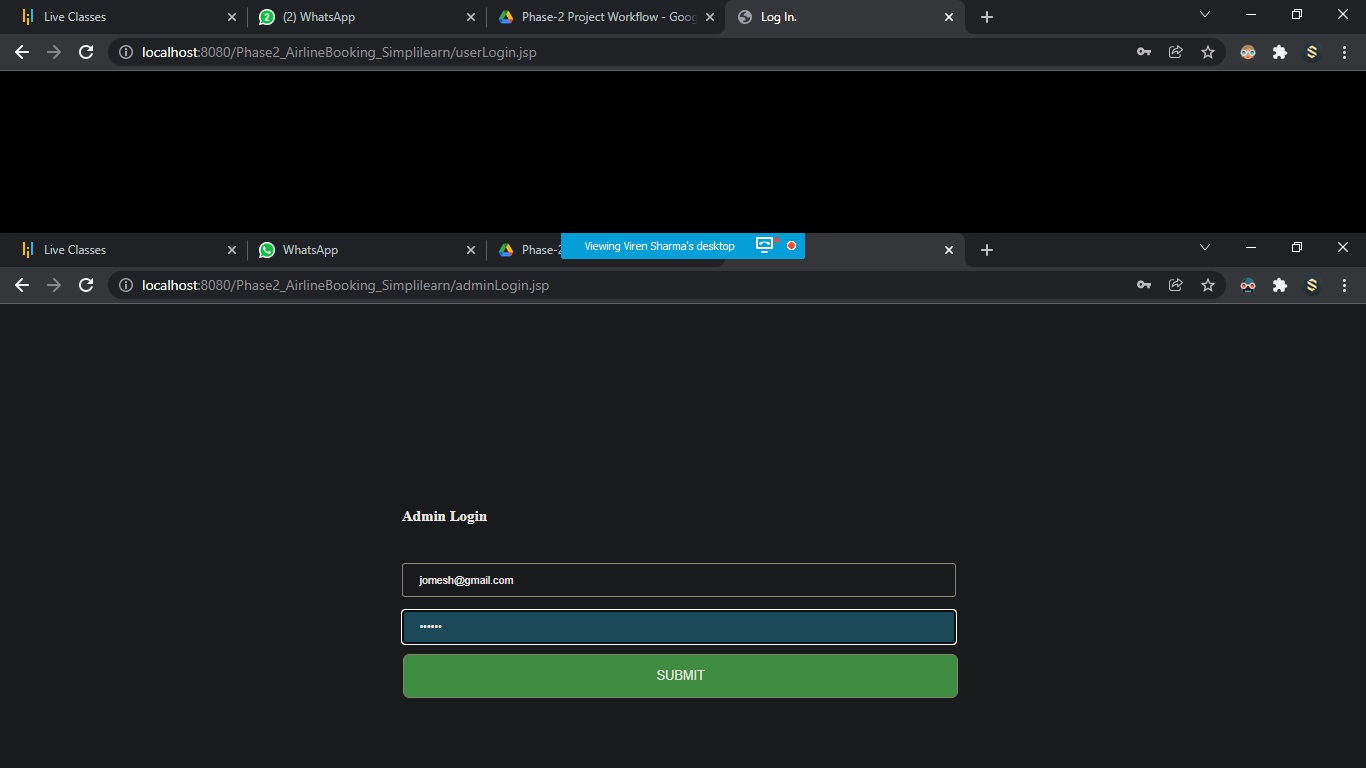 Live Classes
2 (2) WhatsApp
Phase-2 Project Workflow - Goog
Log In.
localhost:8080/Phase2_AirlineBooking_Simplilearn/userLogin.jsp
Live Classes
WhatsApp
Phase-2
Viewing Viren Sharma's desktop
localhost:8080/Phase2_AirlineBooking_Simplilearn/adminLogin.jsp
Admin Login
jomesh@gmail.com
••••••
SUBMIT